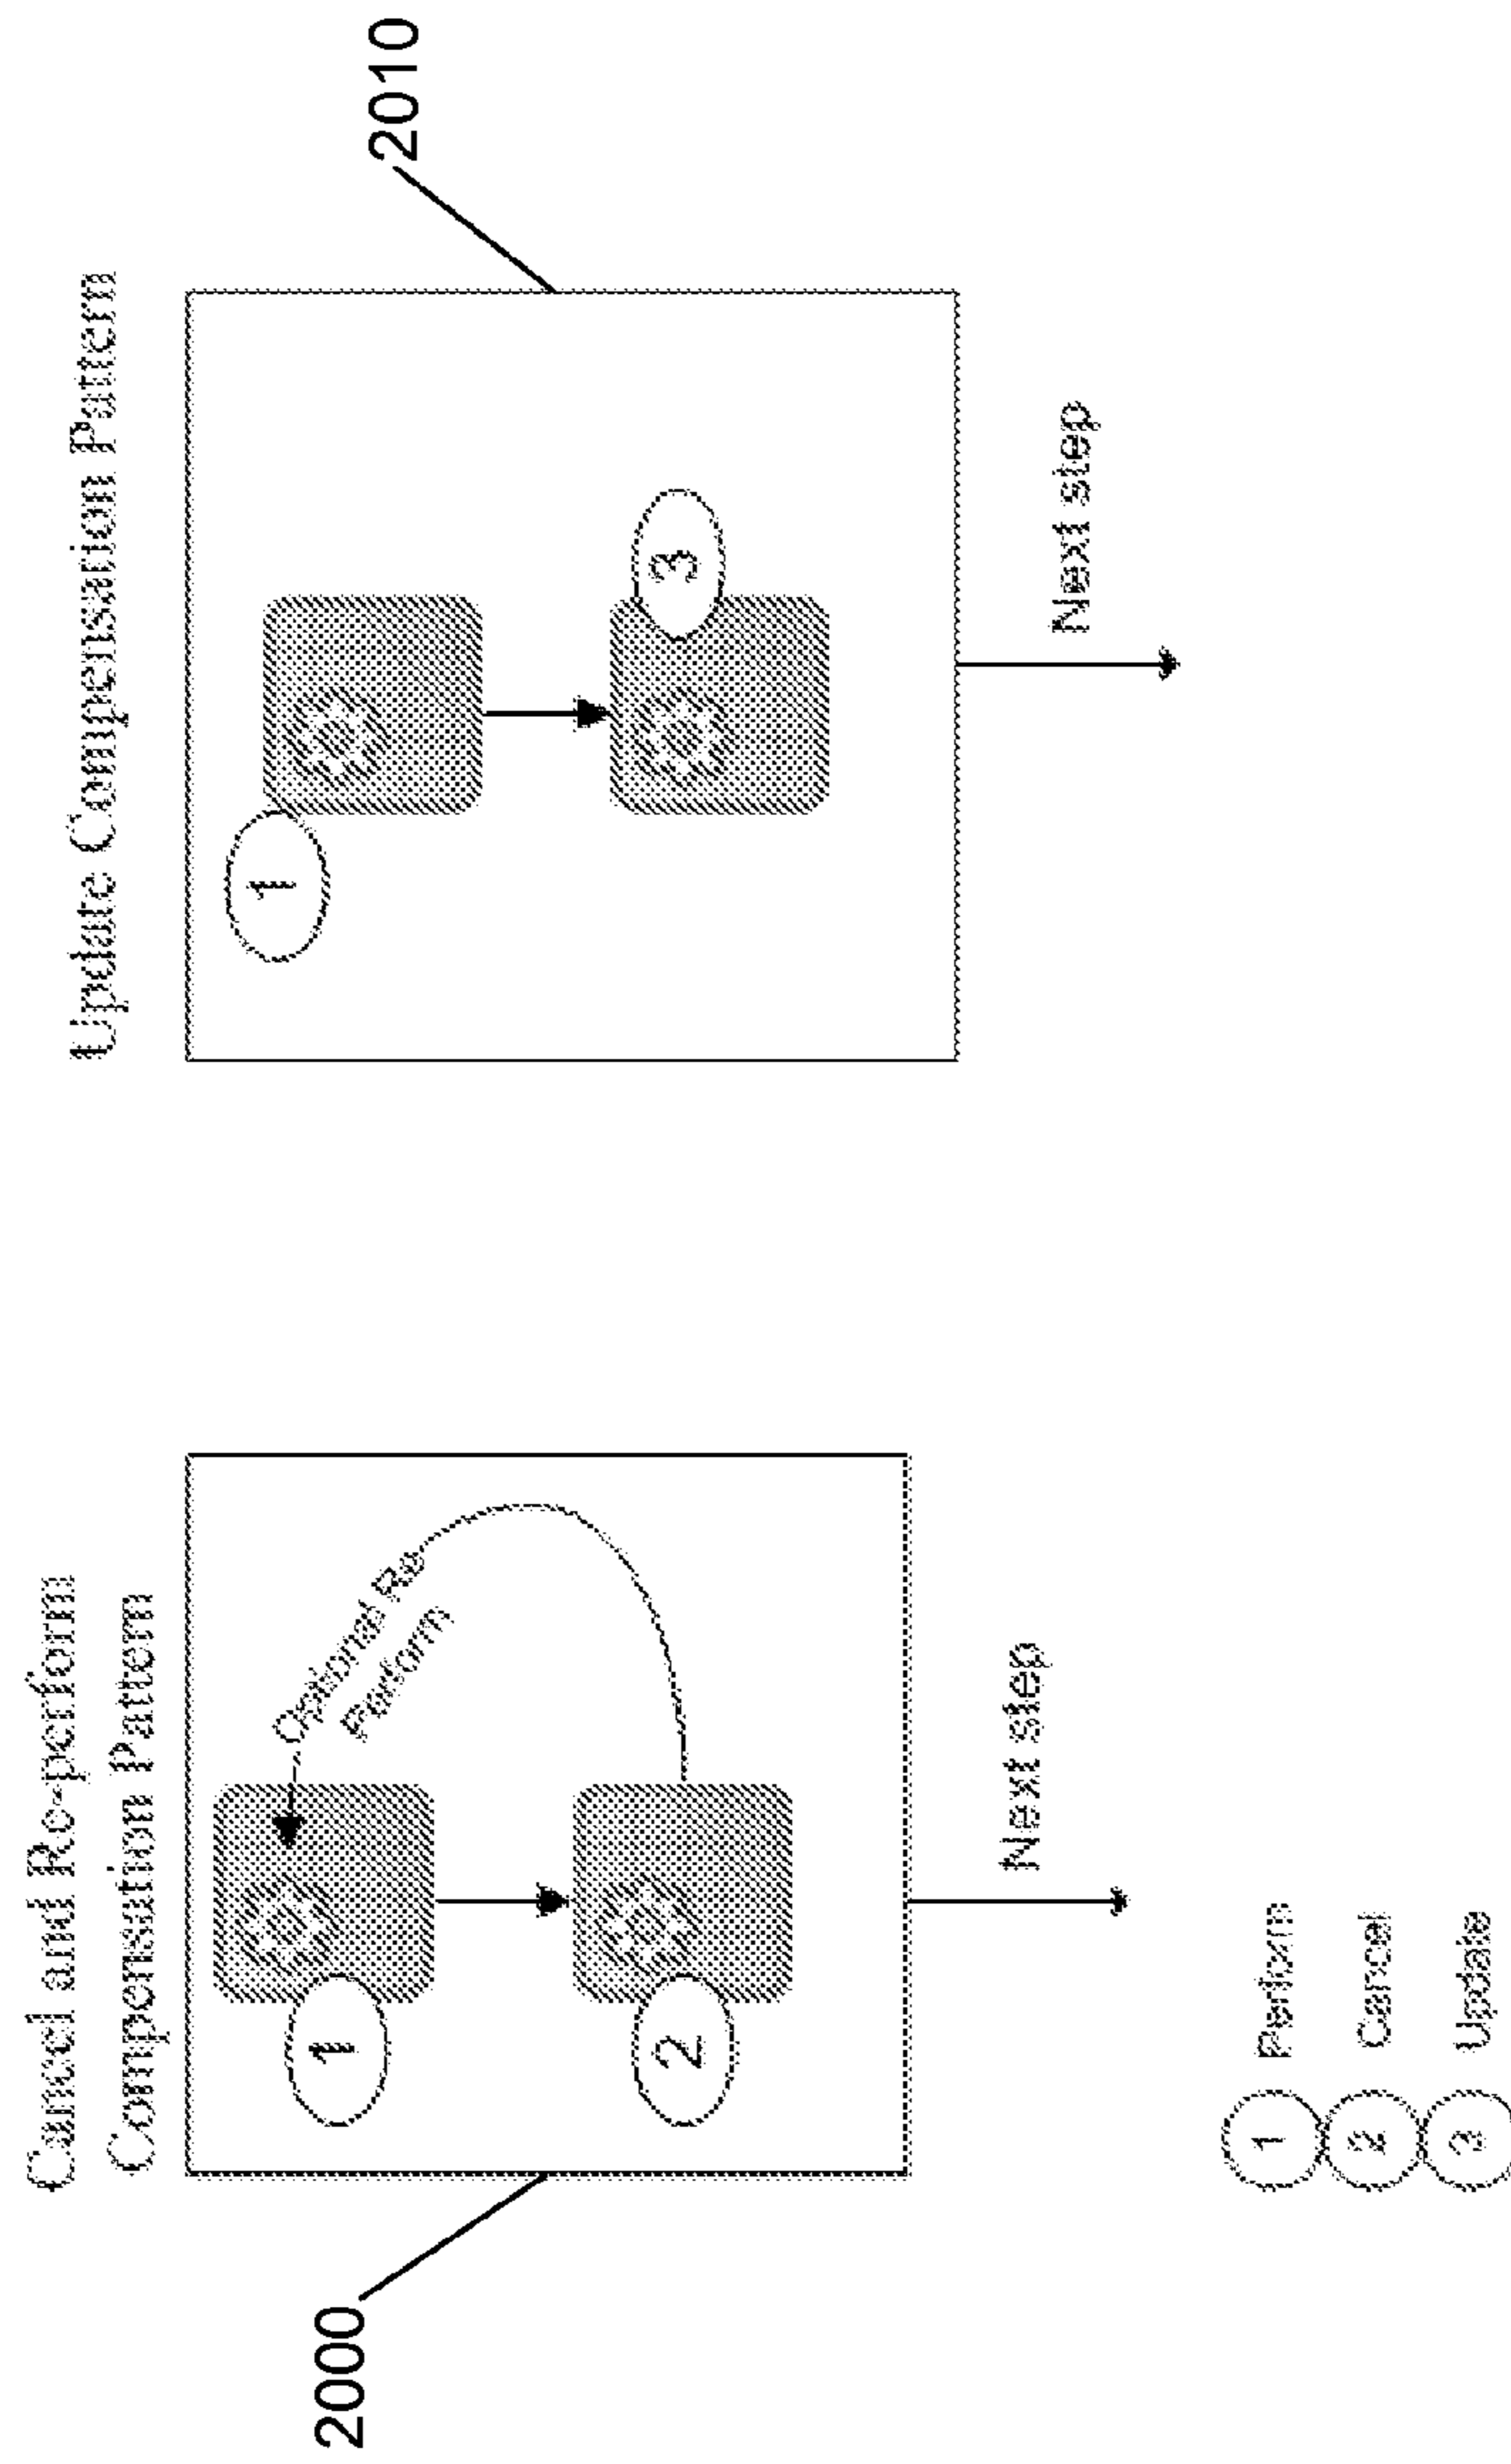 Cancel and Re-perform
Compensation Pattern
2000
1
Optional Re
Perform
2
Next step
Update Compensation Pattern
2010
1
3
Next step
1 Perform
2 Cancel
3 Update